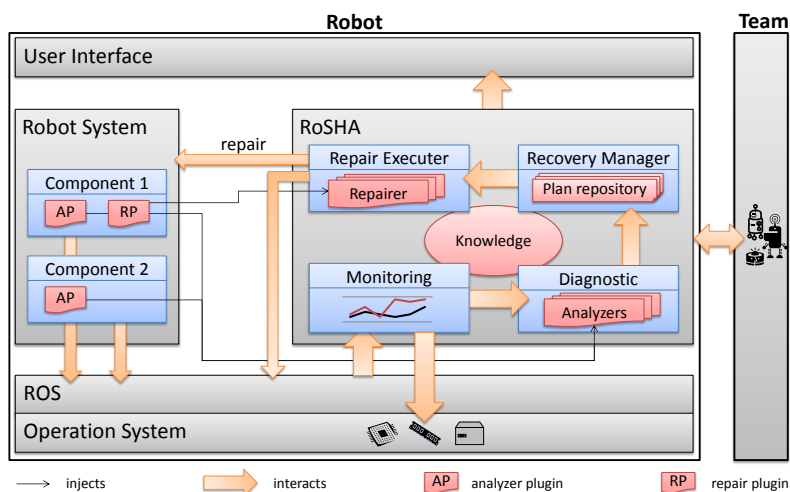 Robot
Team
User Interface
Robot System
RoSHA
repair
Repair Executer
Recovery Manager
Component 1
Repairer
Plan repository
AP
RP
Knowledge
Component 2
Monitoring
Diagnostic
AP
Analyzers
ROS
Operation System
injects
interacts
AP
analyzer plugin
RP
repair plugin